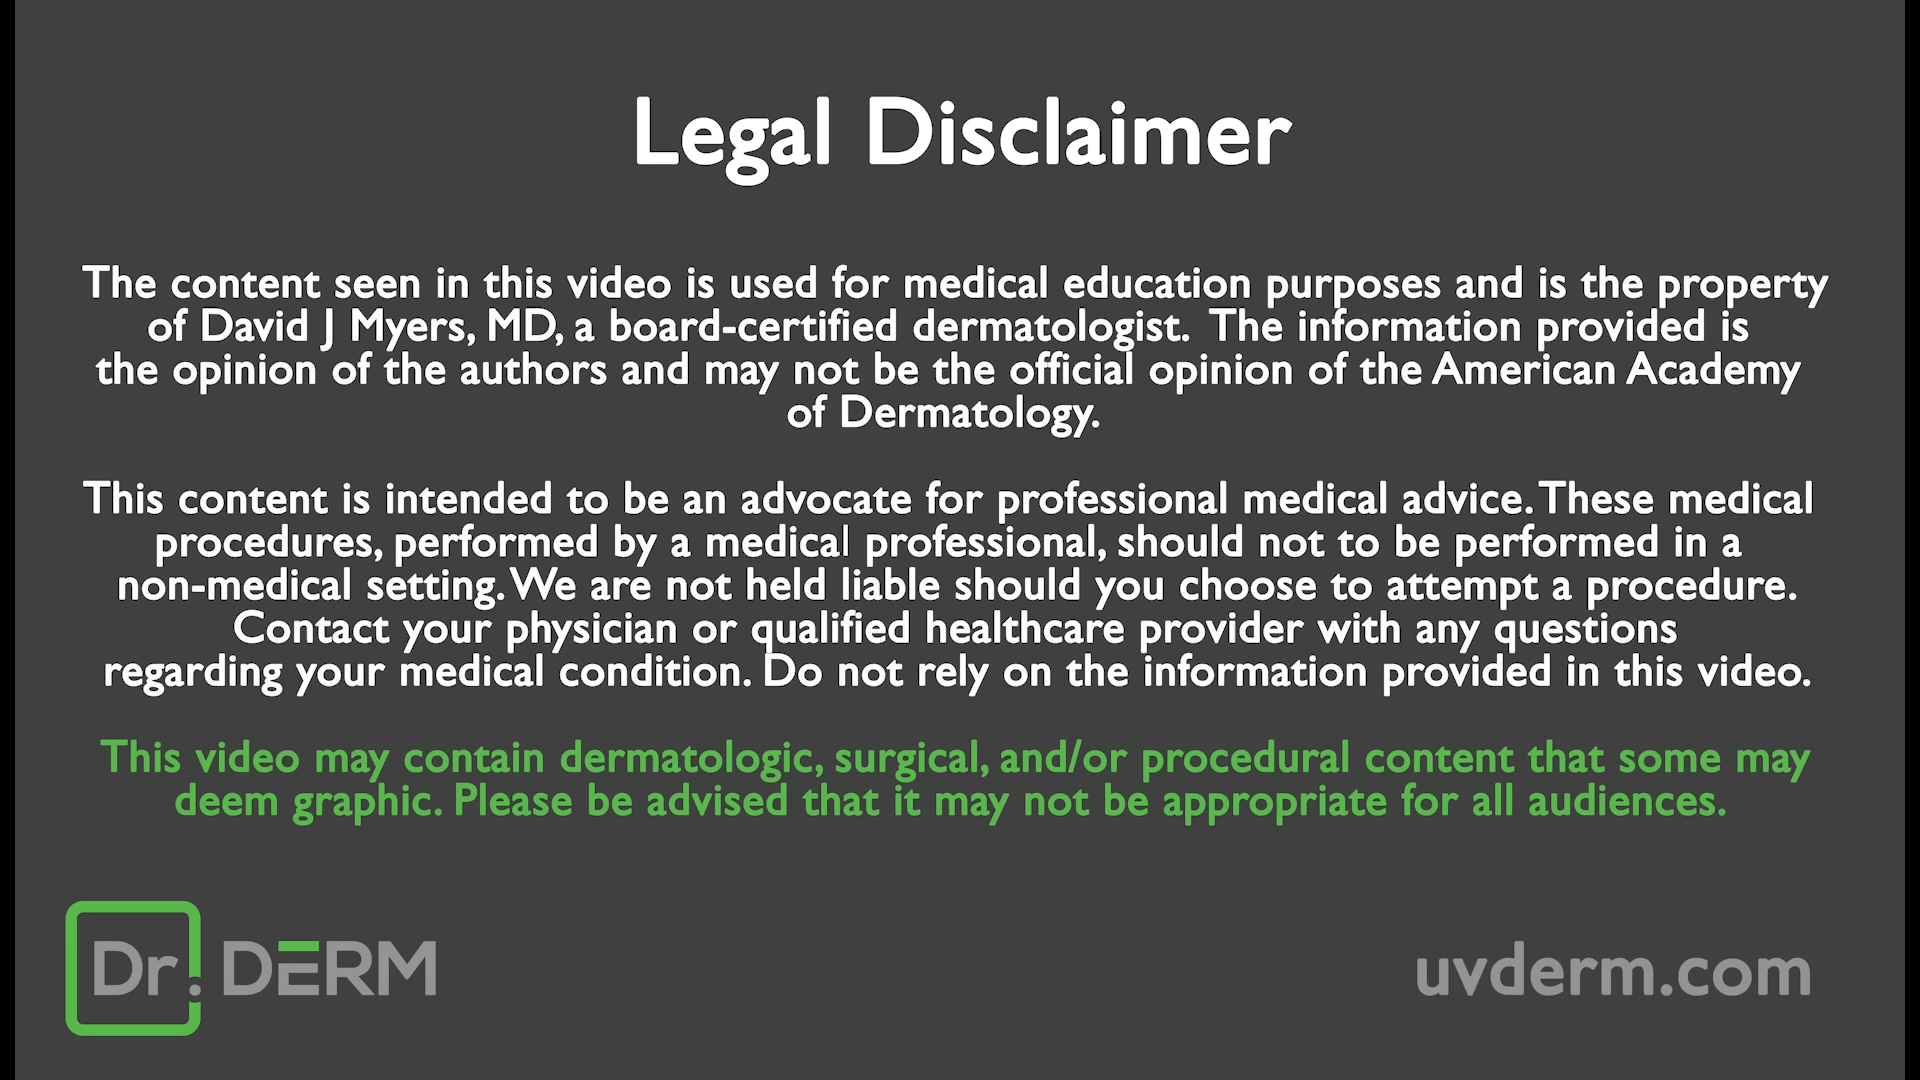 Legal Disclaimer
The content seen in this video is used for medical education purposes and is the property
of David J Myers, MD, a board-certified dermatologist. The information provided is
the opinion of the authors and may not be the official opinion of the American Academy
of Dermatology.
This content is intended to be an advocate for professional medical advice. These medical
procedures, performed by a medical professional, should not to be performed in a
non-medical setting. We are not held liable should you choose to attempt a procedure.
Contact your physician or qualified healthcare provider with any questions
regarding your medical condition. Do not rely on the information provided in this video.
This video may contain dermatologic, surgical, and/or procedural content that some may
deem graphic. Please be advised that it may not be appropriate for all audiences.
Dr. DERM
uvderm.com